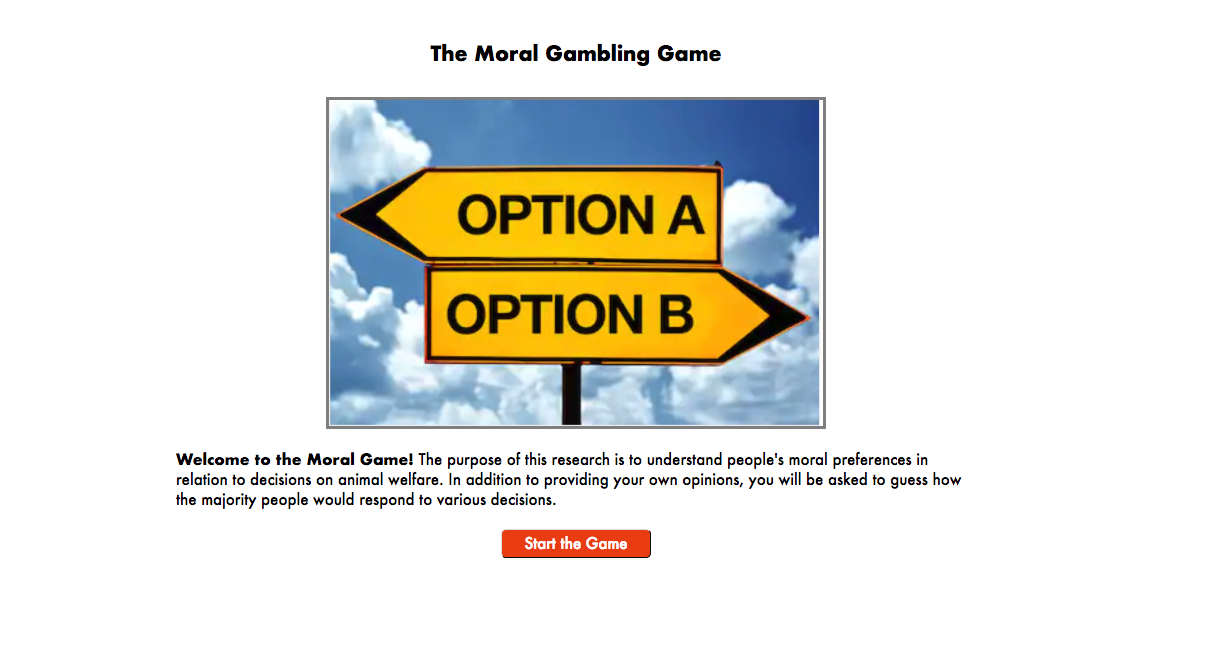 The Moral Gambling Game
OPTION A
OPTION B
Welcome to the Moral Game! The purpose of this research is to understand people's moral preferences in
relation to decisions on animal welfare. In addition to providing your own opinions, you will be asked to guess how
the majority people would respond to various decisions.
Start the Game